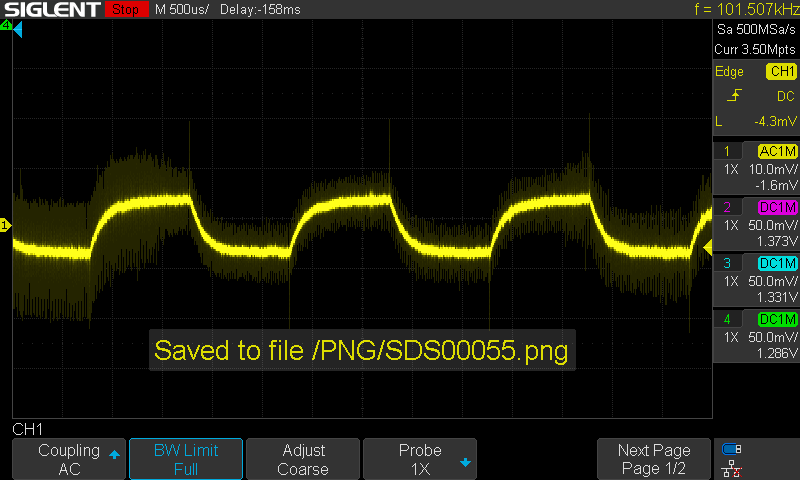 SIGLENT Stop M 500us/ Delay:-158ms f = 101.507kHz
Sa 500MSa/s
Curr 3.50Mpts
Edge CH1
DC
L -4.3mV
1 AC1M
1X 10.0mV/
-1.6mV
2 DC1M
1X 50.0mV/
1.373V
3 DC1M
1X 50.0mV/
1.331V
4 DC1M
1X 50.0mV/
1.286V
4
1
Saved to file /PNG/SDS00055.png
CH1
Coupling
AC
BW Limit
Full
Adjust
Coarse
Probe
1X
Next Page
Page 1/2